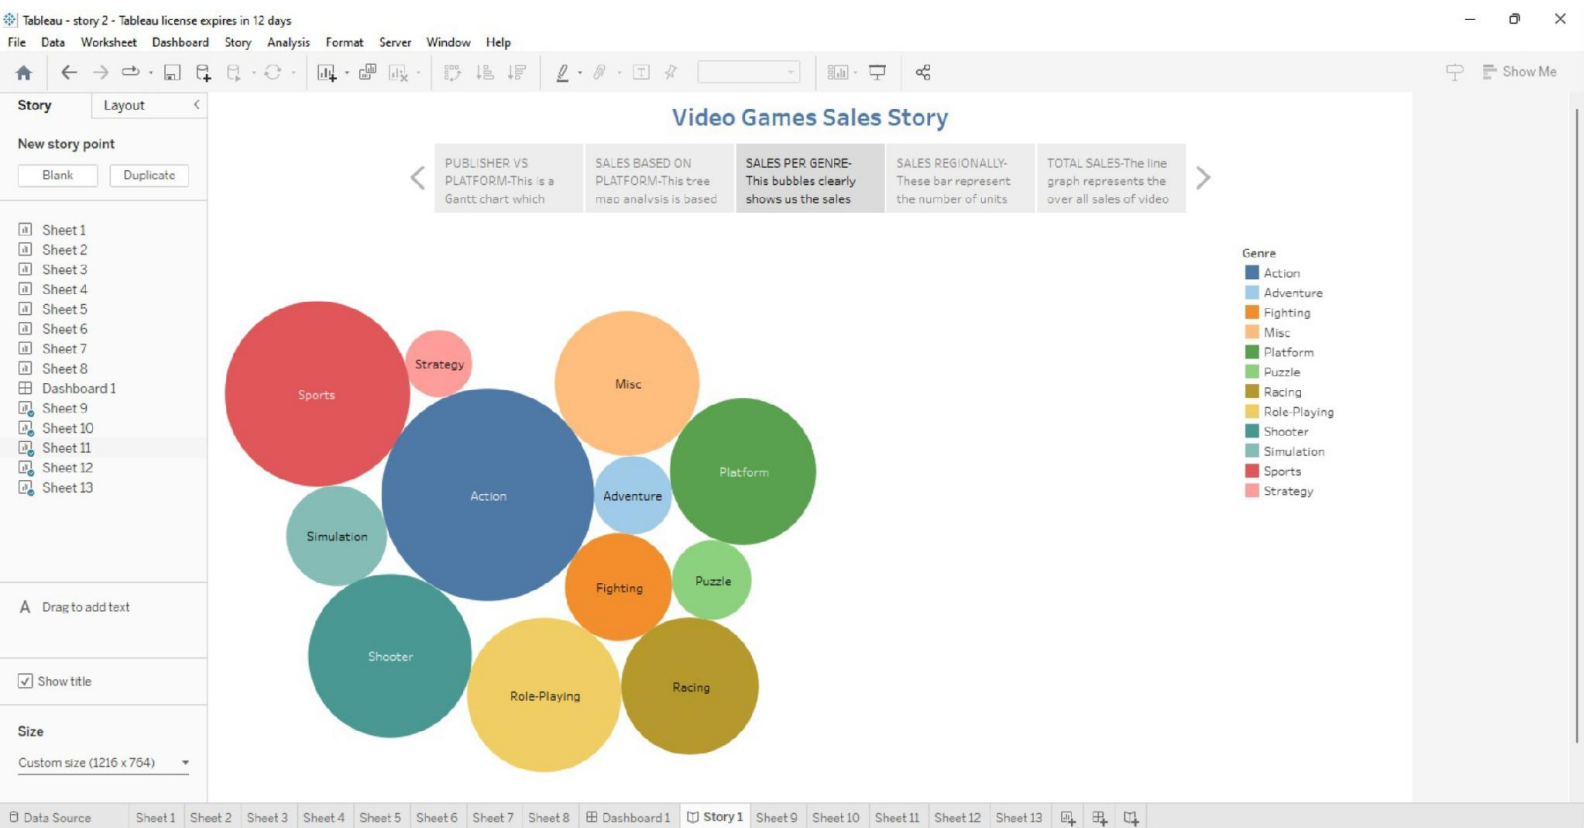 Tableau - story 2 - Tableau license expires in 12 days
File Data Worksheet Dashboard Story Analysis Format Server Window Help
Show Me
Story Layout
New story point
Blank Duplicate
Sheet 1
Sheet 2
Sheet 3
Sheet 4
Sheet 5
Sheet 6
Sheet 7
Sheet 8
Dashboard 1
Sheet 9
Sheet 10
Sheet 11
Sheet 12
Sheet 13
A Drag to add text
Show title
Size
Custom size (1216 x 764)
Video Games Sales Story
PUBLISHER VS
PLATFORM-This is a
Gantt chart which
SALES BASED ON
PLATFORM-This tree
map analysis is based
SALES PER GENRE-
This bubbles clearly
shows us the sales
SALES REGIONALLY-
These bar represent
the number of units
TOTAL SALES-The line
graph represents the
over all sales of video
Sports
Strategy
Misc
Platform
Action
Adventure
Simulation
Fighting
Puzzle
Shooter
Role-Playing
Racing
Genre
Action
Adventure
Fighting
Misc
Platform
Puzzle
Racing
Role-Playing
Shooter
Simulation
Sports
Strategy
Data Source Sheet 1 Sheet 2 Sheet 3 Sheet 4 Sheet 5 Sheet 6 Sheet 7 Sheet 8 Dashboard 1 Story 1 Sheet 9 Sheet 10 Sheet 11 Sheet 12 Sheet 13